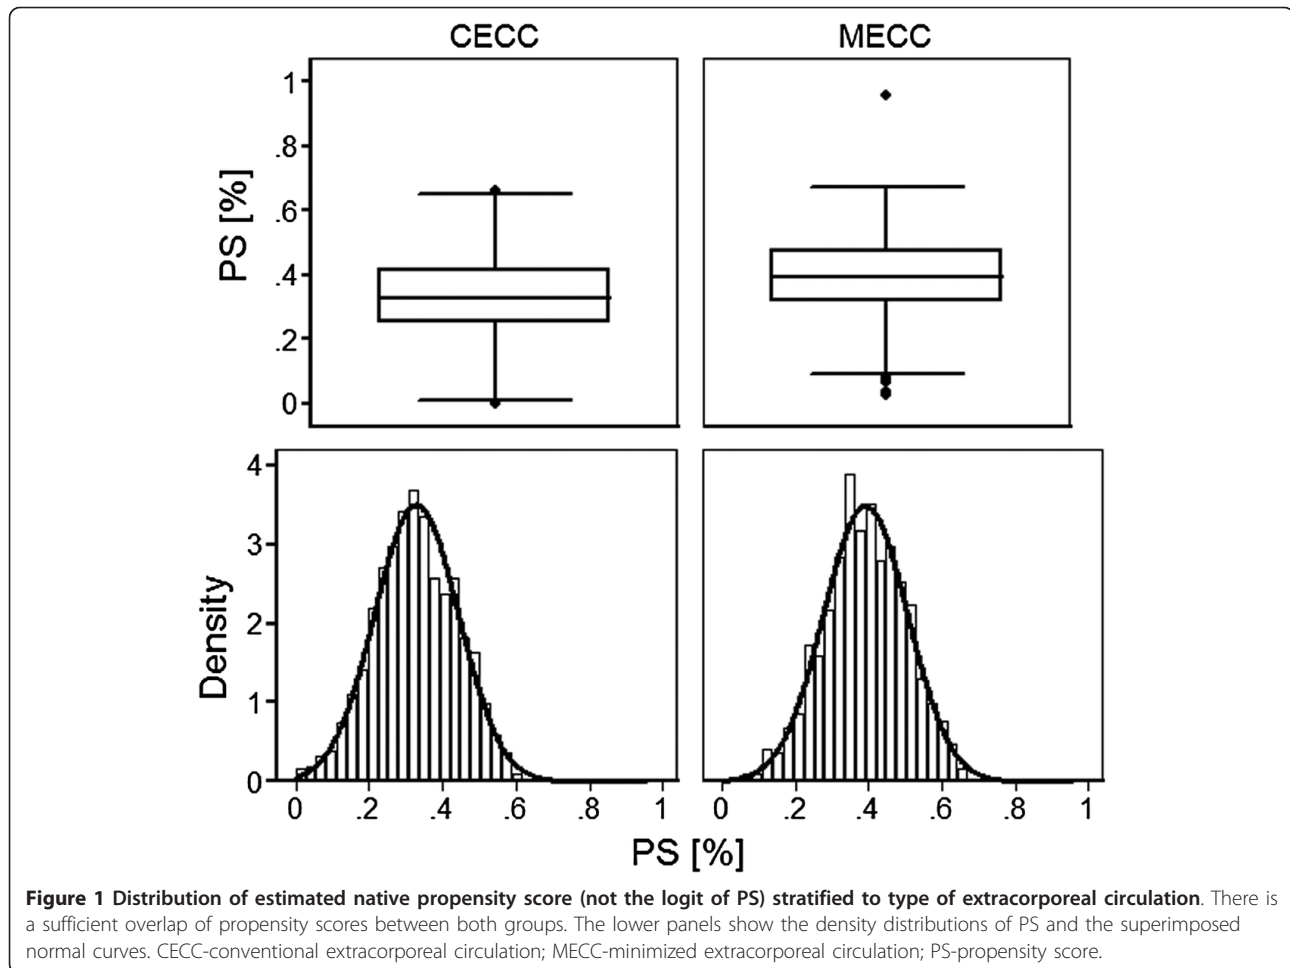 CECC MECC
PS [%]
1
.8
.6
.4
.2
0
Density
4
3
2
1
0
0 .2 .4 .6 .8 1 0 .2 .4 .6 .8 1
PS [%]
Figure 1 Distribution of estimated native propensity score (not the logit of PS) stratified to type of extracorporeal circulation. There is
a sufficient overlap of propensity scores between both groups. The lower panels show the density distributions of PS and the superimposed
normal curves. CECC-conventional extracorporeal circulation; MECC-minimized extracorporeal circulation; PS-propensity score.